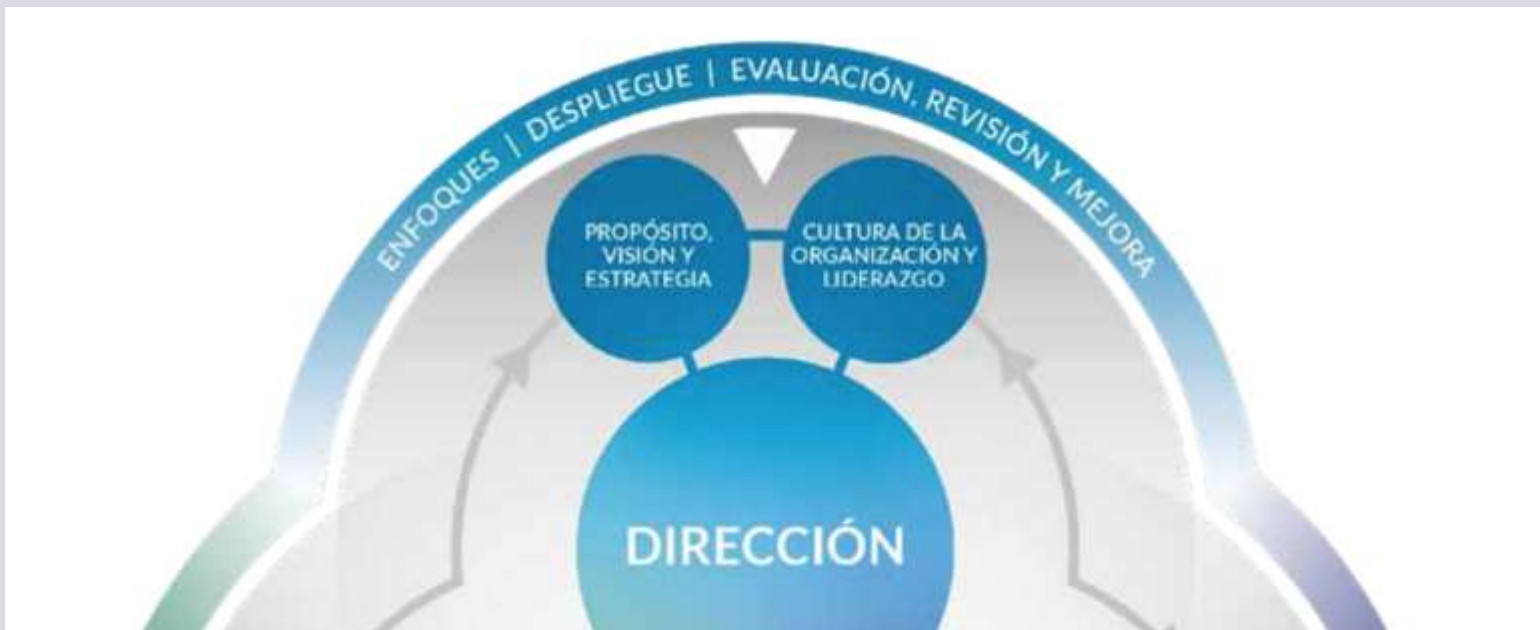 ENFOQUES | DESPLIEGUE | EVALUACIÓN, REVISIÓN Y MEJORA
PROPÓSITO,
VISIÓN Y
ESTRATEGIA
CULTURA DE LA
ORGANIZACIÓN Y
LIDERAZGO
DIRECCIÓN